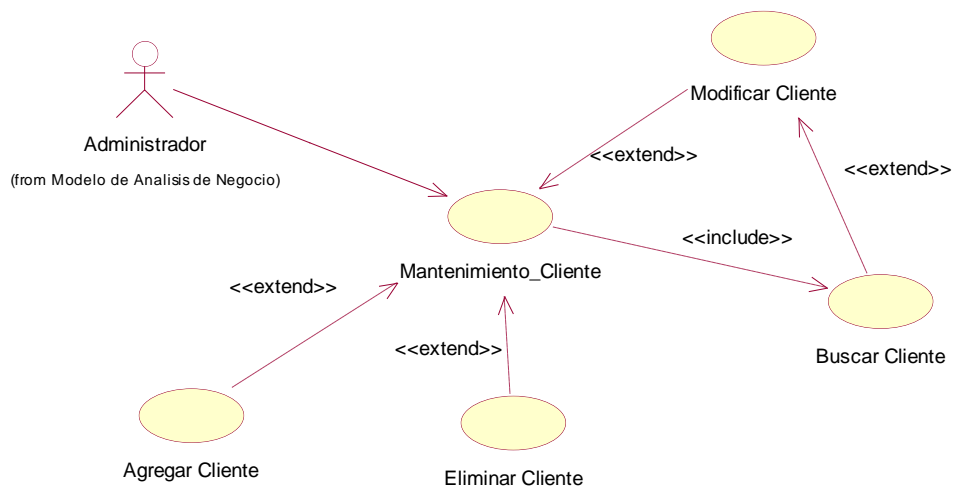 Modificar Cliente
Administrador
(from Modelo de Analisis de Negocio)
<<extend>>
<<extend>>
<<include>>
Mantenimiento_Cliente
<<extend>>
<<extend>>
Buscar Cliente
Agregar Cliente
Eliminar Cliente